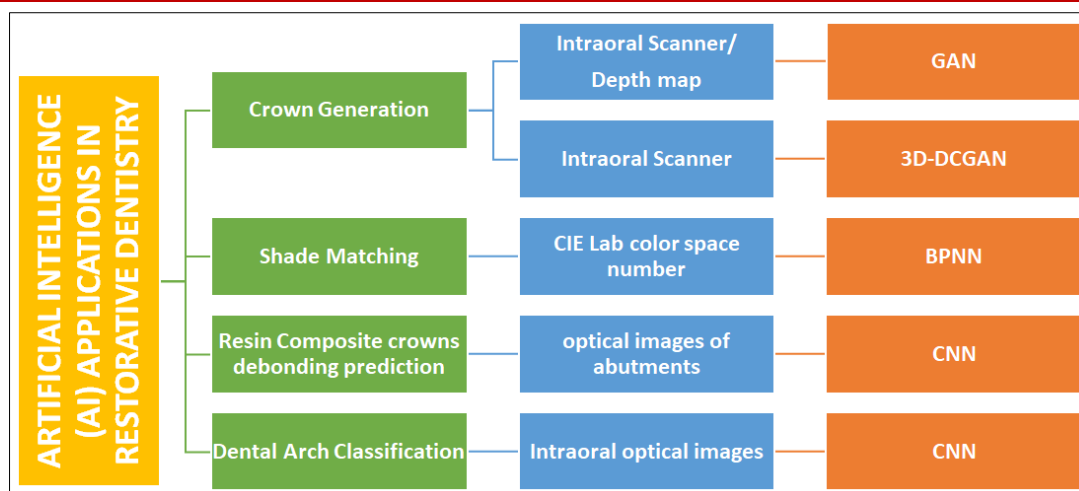 ARTIFICIAL INTELLIGENCE
(AI) APPLICATIONS IN
RESTORATIVE DENTISTRY
Crown Generation
Intraoral Scanner/
Depth map
GAN
Intraoral Scanner
3D-DCGAN
Shade Matching
CIE Lab color space
number
BPNN
Resin Composite crowns
debonding prediction
optical images of
abutments
CNN
Dental Arch Classification
Intraoral optical images
CNN